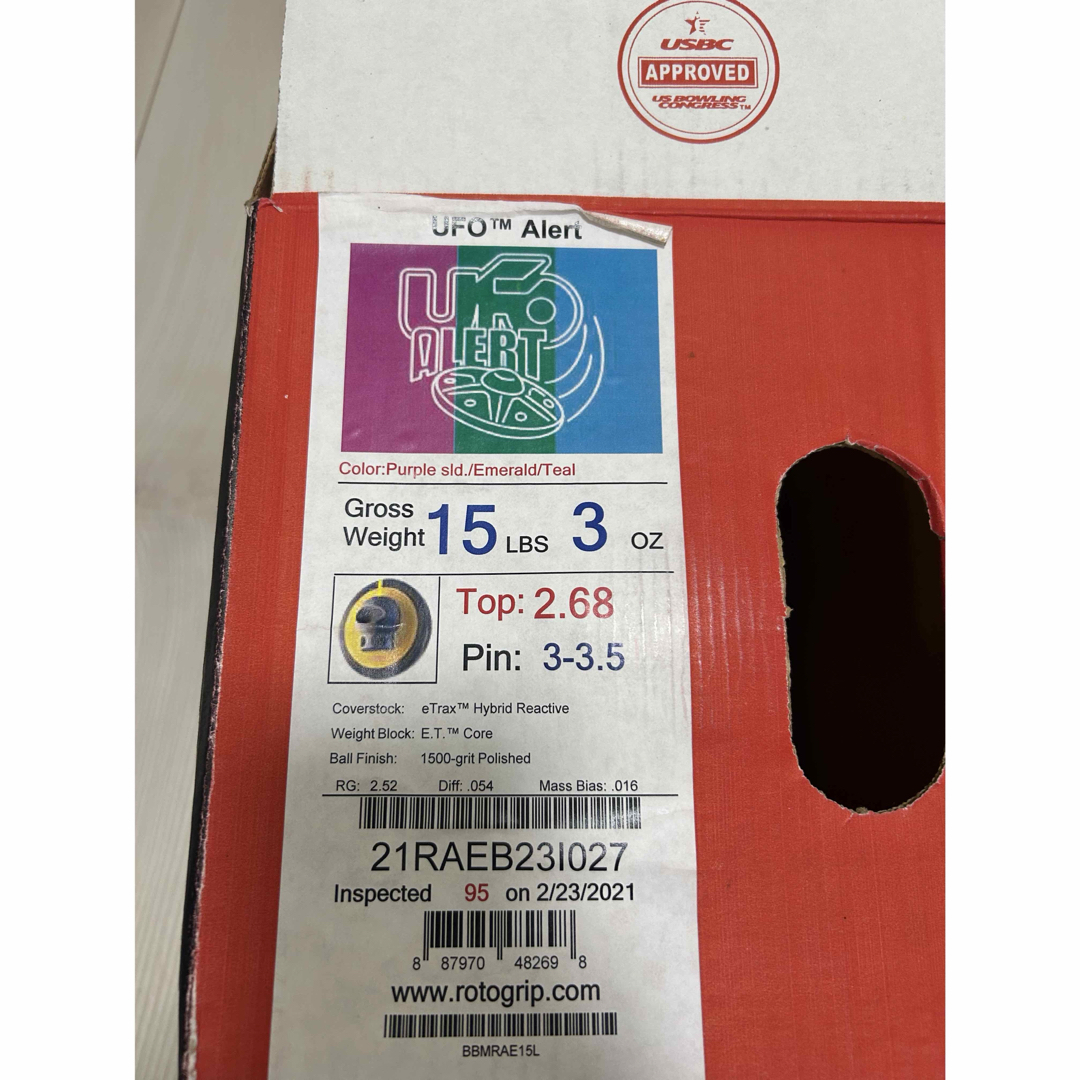 USBC
APPROVED
US BOWLING
CONGRESS™
UFO™ Alert
UFO
ALERT
Color:Purple sld./Emerald/Teal
Gross
Weight 15 LBS 3 OZ
Top: 2.68
Pin: 3-3.5
Coverstock: eTrax™ Hybrid Reactive
Weight Block: E.T.™ Core
Ball Finish: 1500-grit Polished
RG: 2.52 Diff: .054 Mass Bias: .016
21RAEB23I027
Inspected 95 on 2/23/2021
8 87970 48269 8
www.rotogrip.com
BBMRAE15L